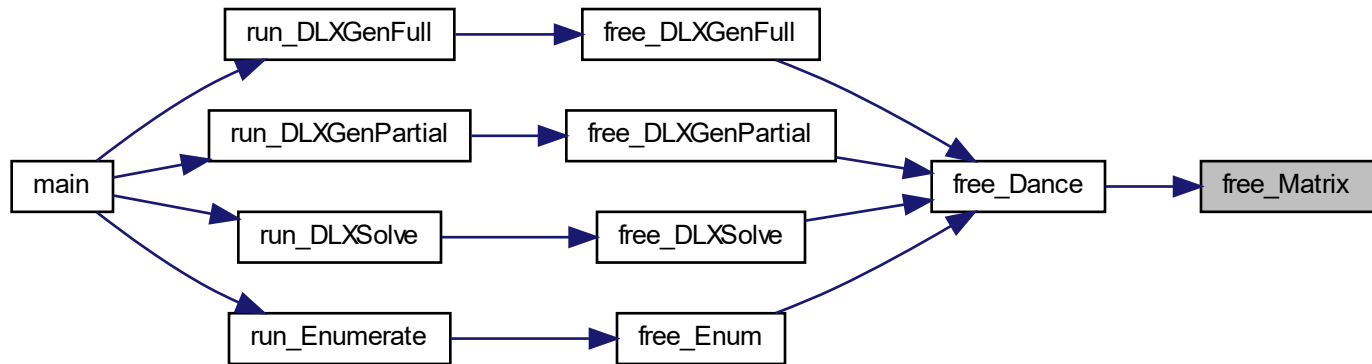 run_DLXGenFull
free_DLXGenFull
run_DLXGenPartial
free_DLXGenPartial
main
free_Dance
free_Matrix
run_DLXSolve
free_DLXSolve
run_Enumerate
free_Enum